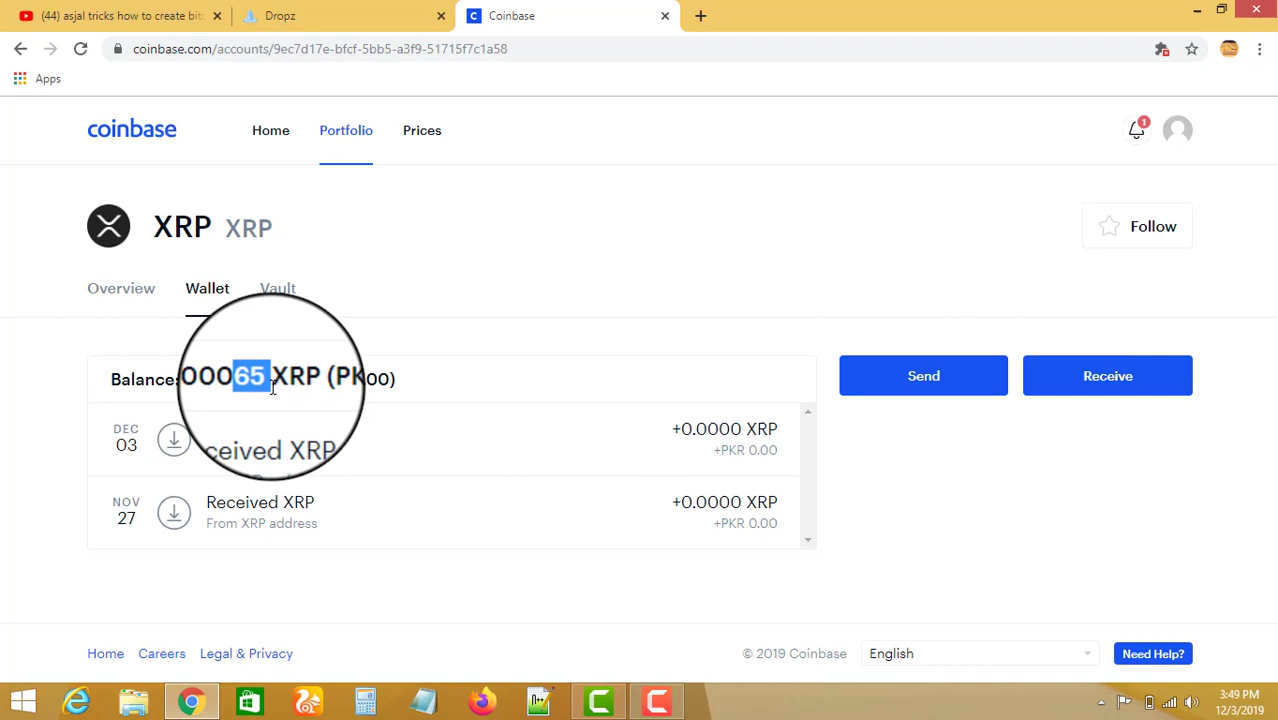 (44) asjal tricks how to create bit
Dropz
Coinbase
coinbase.com/accounts/9ec7d17e-bfcf-5bb5-a3f9-51715f7c1a58
Apps
coinbase
Home
Portfolio
Prices
1
XRP XRP
Follow
Overview
Wallet
Vault
Balance: 00065 XRP (PK00)
Send
Receive
DEC
03
ceived XRP
+0.0000 XRP
+PKR 0.00
NOV
27
Received XRP
From XRP address
+0.0000 XRP
+PKR 0.00
Home
Careers
Legal & Privacy
© 2019 Coinbase
English
Need Help?
3:49 PM
12/3/2019